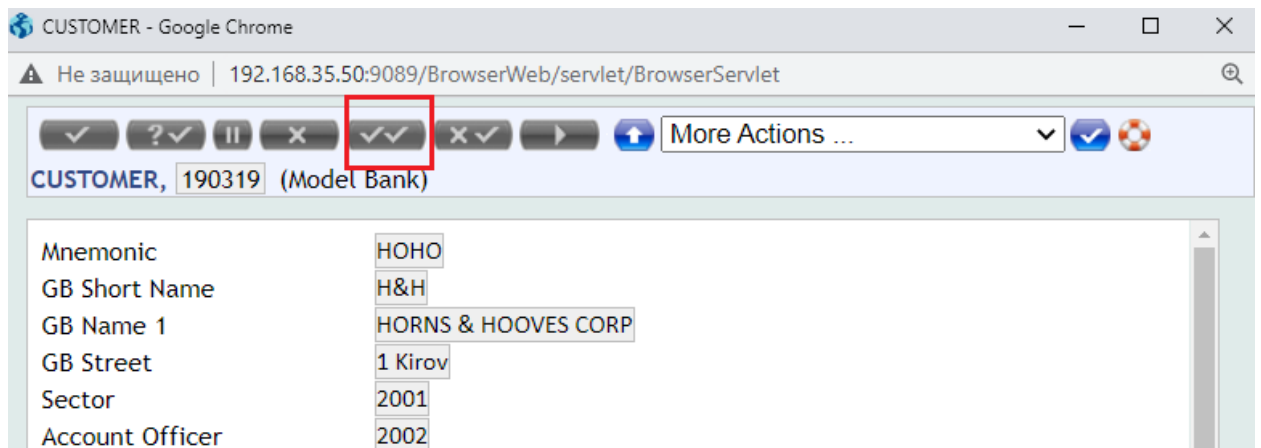 CUSTOMER - Google Chrome
Не защищено | 192.168.35.50:9089/BrowserWeb/servlet/BrowserServlet
More Actions ...
CUSTOMER, 190319 (Model Bank)
Mnemonic HOHO
GB Short Name H&H
GB Name 1 HORNS & HOOVES CORP
GB Street 1 Kirov
Sector 2001
Account Officer 2002